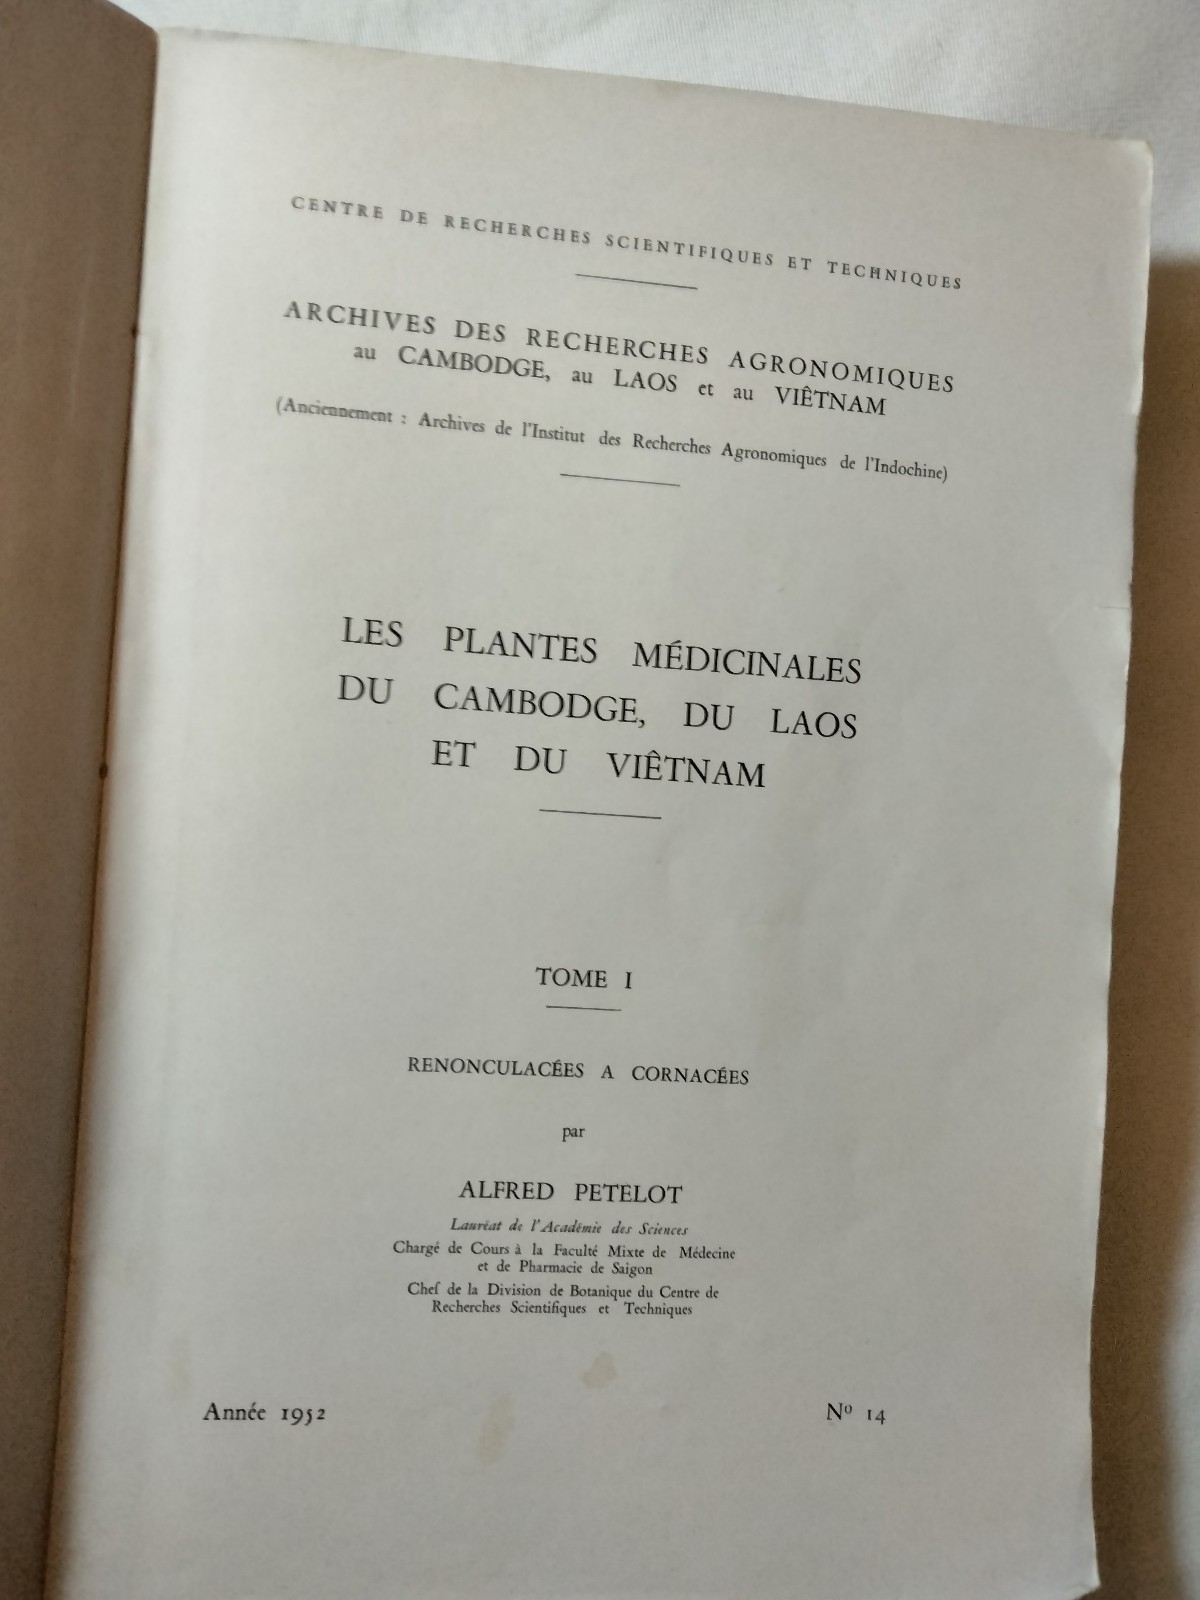 CENTRE DE RECHERCHES SCIENTIFIQUES ET TECHNIQUES
ARCHIVES DES RECHERCHES AGRONOMIQUES
au CAMBODGE, au LAOS et au VIÊTNAM
(Anciennement : Archives de l'Institut des Recherches Agronomiques de l'Indochine)
LES PLANTES MÉDICINALES
DU CAMBODGE, DU LAOS
ET DU VIÊTNAM
TOME I
RENONCULACÉES A CORNACÉES
par
ALFRED PETELOT
Lauréat de l'Académie des Sciences
Chargé de Cours à la Faculté Mixte de Médecine
et de Pharmacie de Saigon
Chef de la Division de Botanique du Centre de
Recherches Scientifiques et Techniques
Année 1952
Nº 14